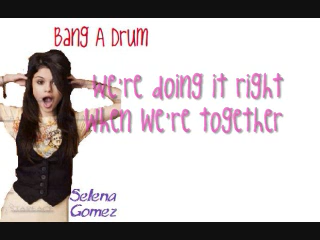 Bang A Drum
We're doing it right
When we're together
Selena
Gomez